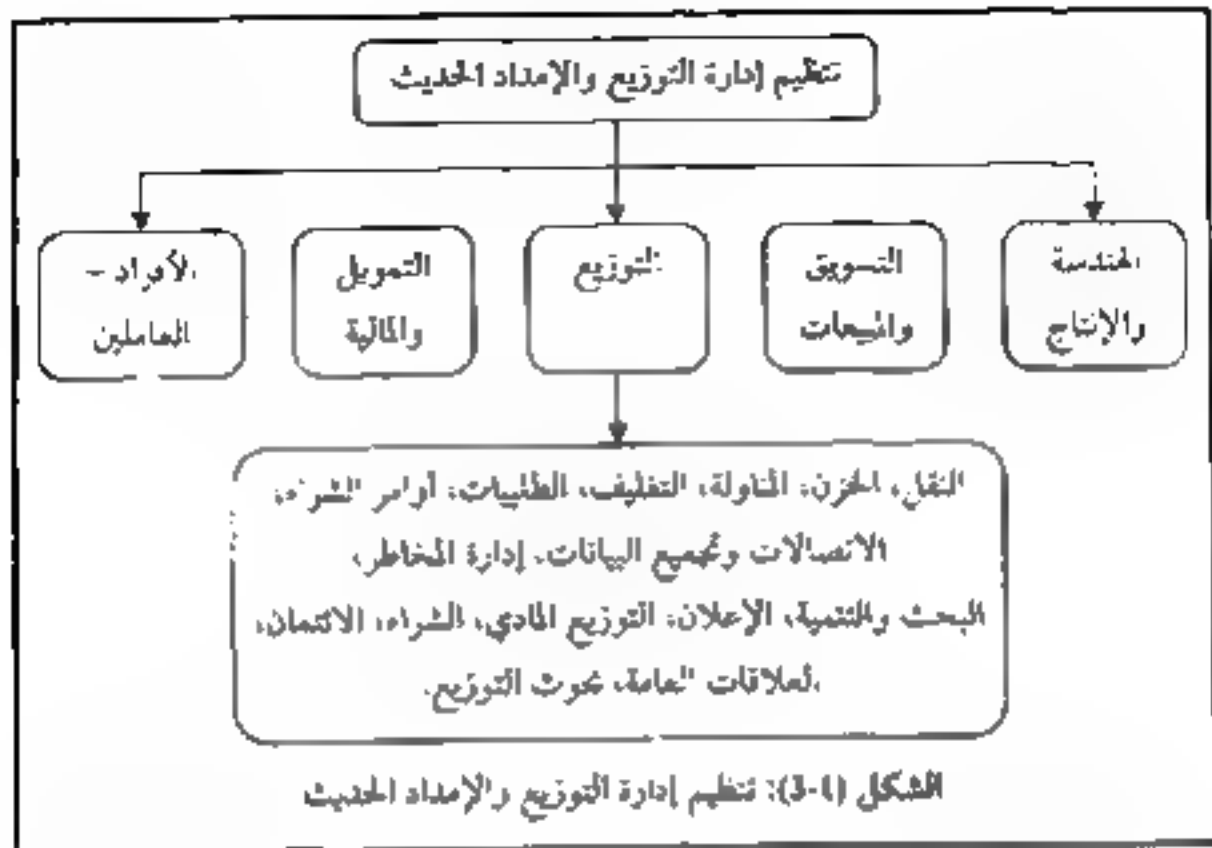 تنظيم إدارة التوزيع والإمداد الحديث
الهندسة
والإنتاج
التسويق
والمبيعات
التوزيع
التمويل
والمالية
الأفراد –
العاملين
النقل، الخزن، المناولة، التغليف، الطلبيات، أوامر الشراء،
الاتصالات وتجميع البيانات، إدارة المخاطر،
البحث والتنمية، الإعلان، التوزيع المادي، الشراء، الائتمان،
العلاقات العامة، بحوث التوزيع.
الشكل (4-3): تنظيم إدارة التوزيع والإمداد الحديث